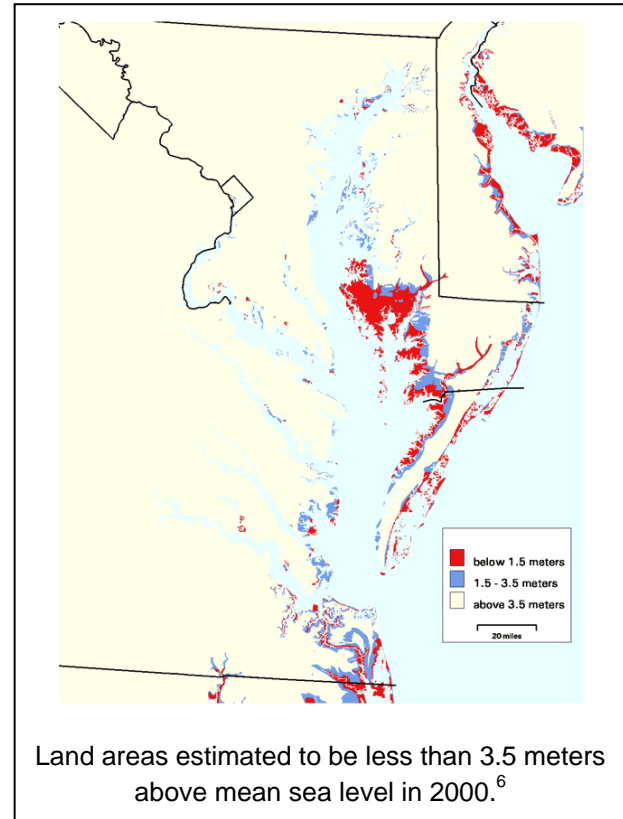 below 1.5 meters
1.5 - 3.5 meters
above 3.5 meters
20 miles
Land areas estimated to be less than 3.5 meters
above mean sea level in 2000.6